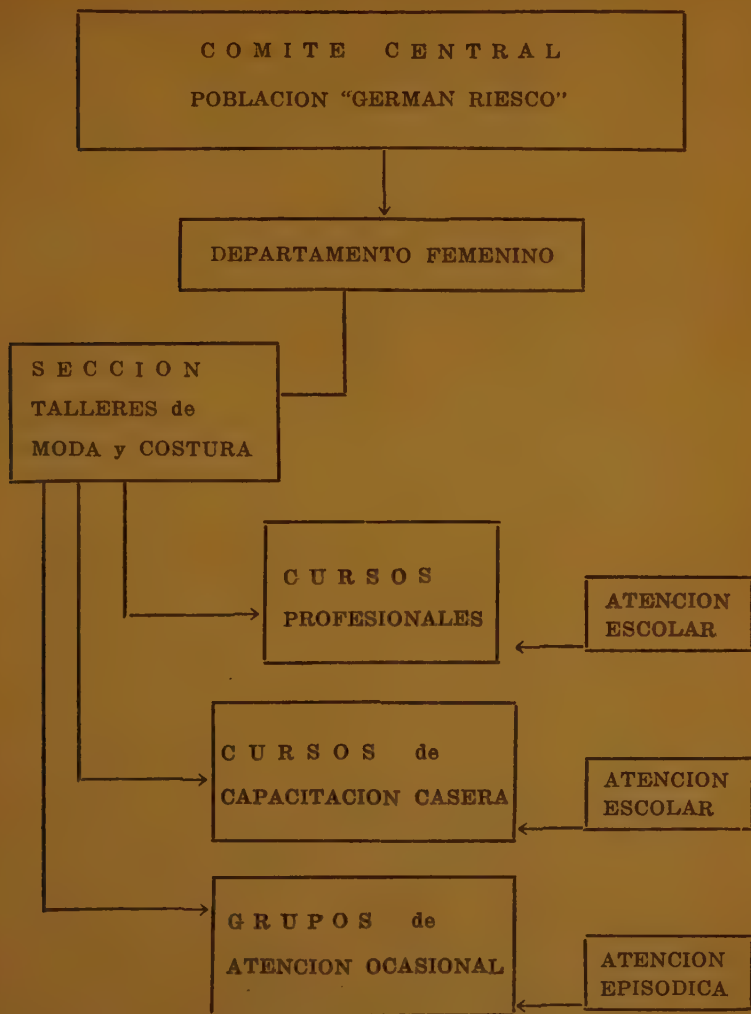 COMITE CENTRAL
POBLACION "GERMAN RIESCO"
DEPARTAMENTO FEMENINO
SECCION
TALLERES de
MODA y COSTURA
CURSOS
PROFESIONALES
ATENCION
ESCOLAR
CURSOS de
CAPACITACION CASERA
ATENCION
ESCOLAR
GRUPOS de
ATENCION OCASIONAL
ATENCION
EPISODICA